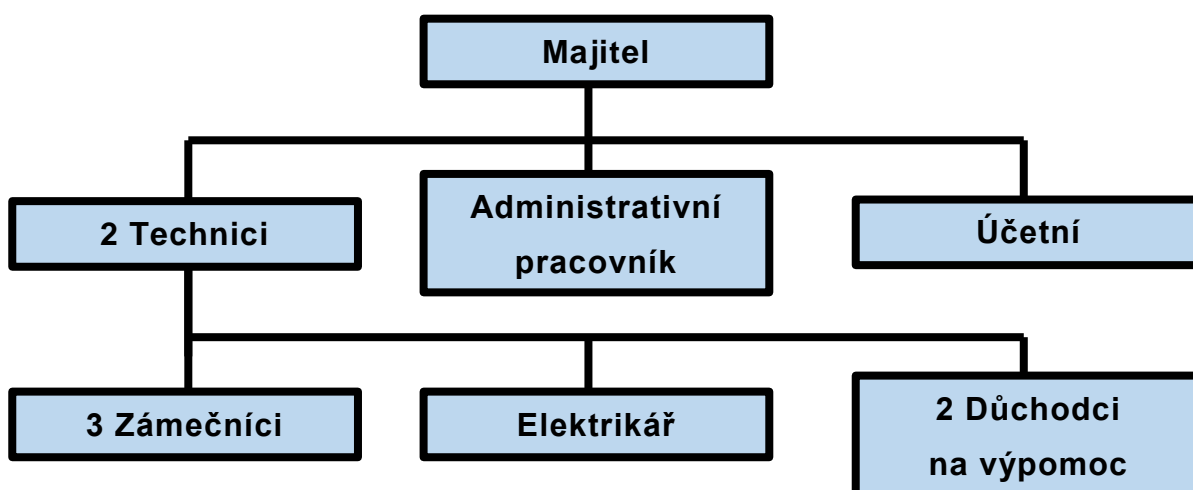 Majitel
2 Technici
Administrativní
pracovník
Účetní
3 Zámečníci
Elektrikář
2 Důchodci
na výpomoc